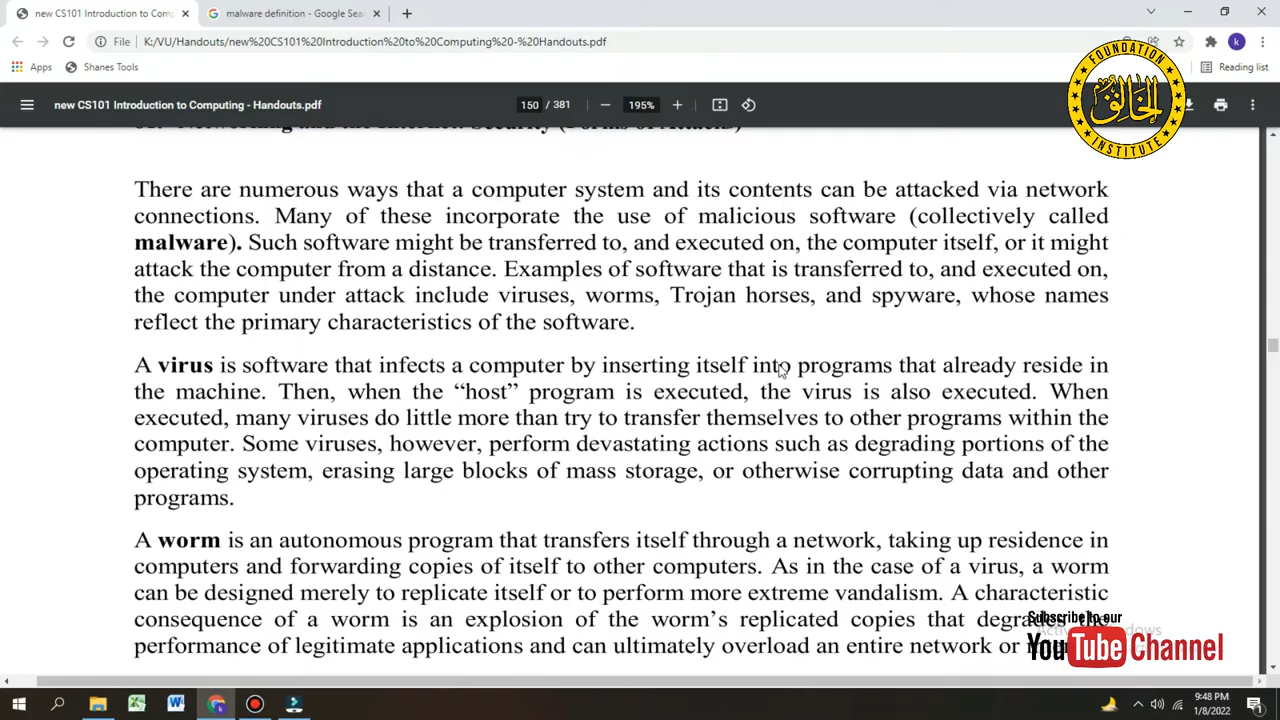 new CS101 Introduction to Compu
malware definition - Google Sea
File
K:/VU/Handouts/new%20CS101%20Introduction%20to%20Computing%20-%20Handouts.pdf
Apps
Shanes Tools
Reading list
new CS101 Introduction to Computing - Handouts.pdf
150 / 381
195%
FOUNDATION
الخالق
INSTITUTE
There are numerous ways that a computer system and its contents can be attacked via network
connections. Many of these incorporate the use of malicious software (collectively called
malware). Such software might be transferred to, and executed on, the computer itself, or it might
attack the computer from a distance. Examples of software that is transferred to, and executed on,
the computer under attack include viruses, worms, Trojan horses, and spyware, whose names
reflect the primary characteristics of the software.
A virus is software that infects a computer by inserting itself into programs that already reside in
the machine. Then, when the “host” program is executed, the virus is also executed. When
executed, many viruses do little more than try to transfer themselves to other programs within the
computer. Some viruses, however, perform devastating actions such as degrading portions of the
operating system, erasing large blocks of mass storage, or otherwise corrupting data and other
programs.
A worm is an autonomous program that transfers itself through a network, taking up residence in
computers and forwarding copies of itself to other computers. As in the case of a virus, a worm
can be designed merely to replicate itself or to perform more extreme vandalism. A characteristic
consequence of a worm is an explosion of the worm’s replicated copies that degrades the
performance of legitimate applications and can ultimately overload an entire network or
Subscribe to our
YouTube Channel
9:48 PM
1/8/2022